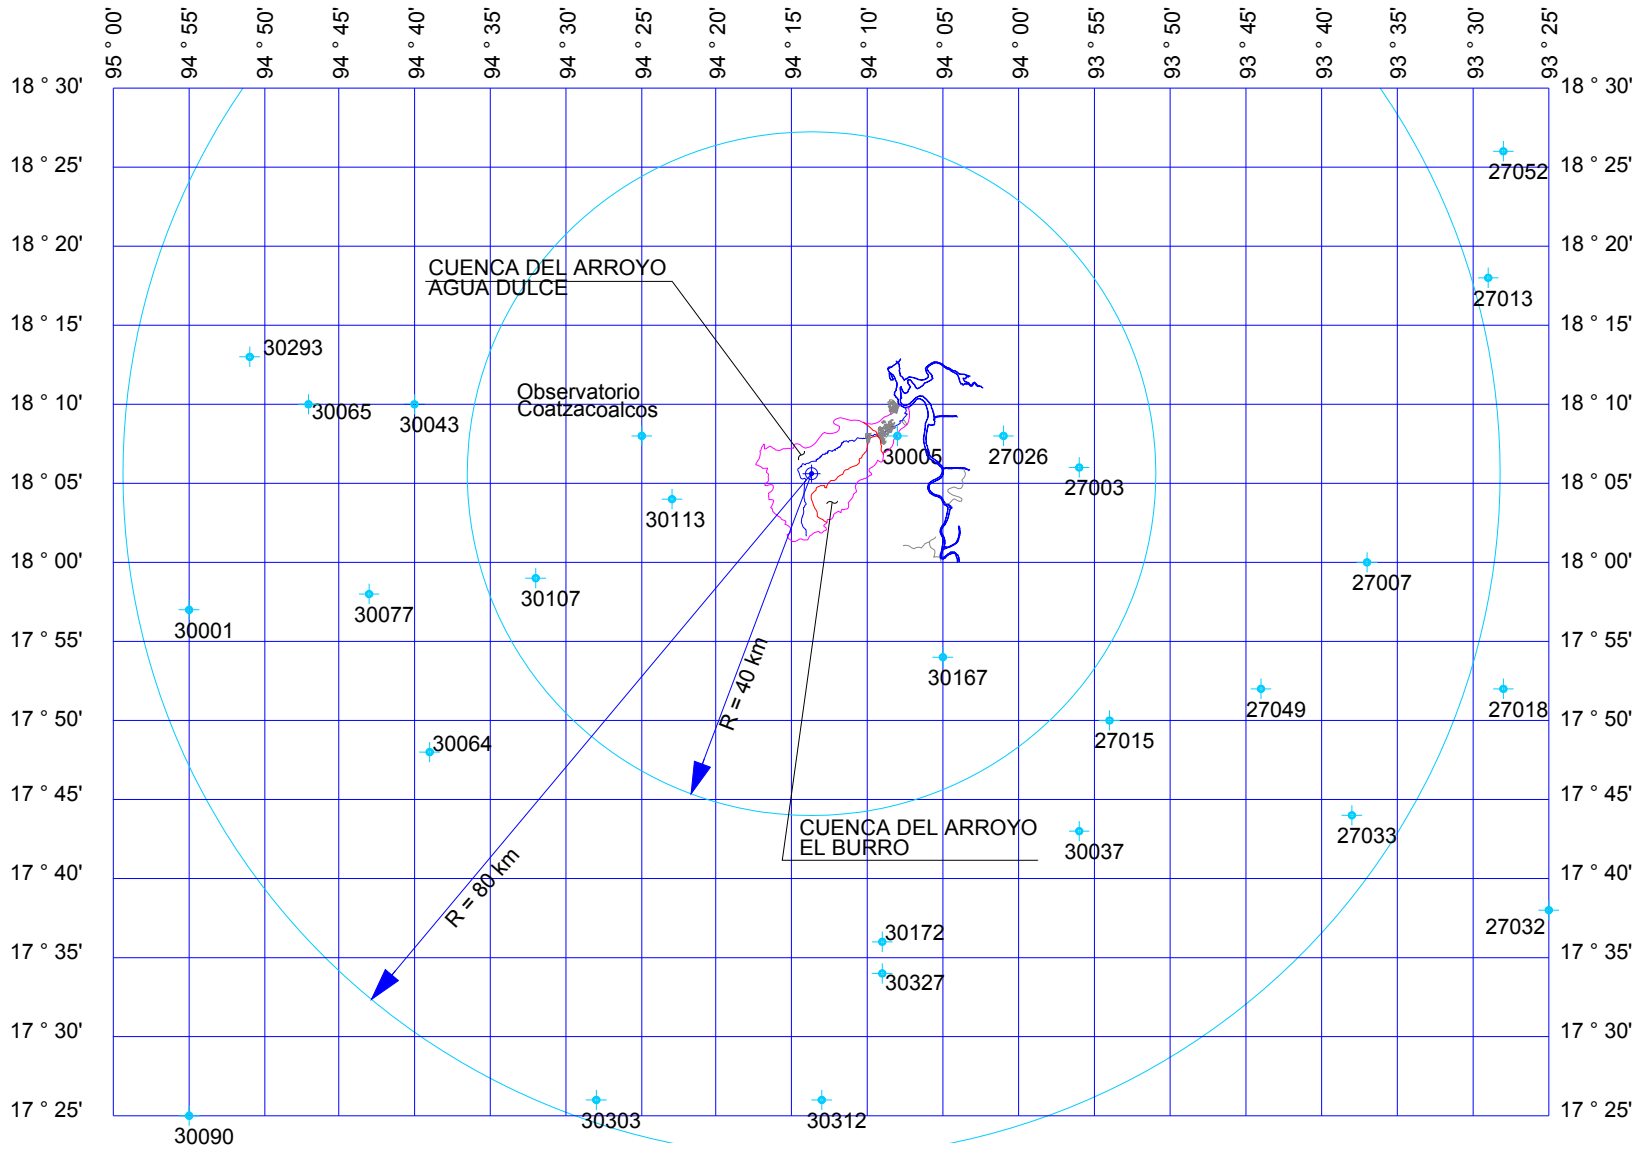 95 ° 00'
94 ° 55'
94 ° 50'
94 ° 45'
94 ° 40'
94 ° 35'
94 ° 30'
94 ° 25'
94 ° 20'
94 ° 15'
94 ° 10'
94 ° 05'
94 ° 00'
93 ° 55'
93 ° 50'
93 ° 45'
93 ° 40'
93 ° 35'
93 ° 30'
93 ° 25'
18 ° 30'
18 ° 30'
18 ° 25'
27052
18 ° 25'
18 ° 20'
18 ° 20'
CUENCA DEL ARROYO
AGUA DULCE
27013
18 ° 15'
18 ° 15'
30293
Observatorio
Coatzacoalcos
18 ° 10'
30065
30043
18 ° 10'
30005
27026
27003
18 ° 05'
18 ° 05'
30113
18 ° 00'
18 ° 00'
27007
30107
30077
30001
17 ° 55'
17 ° 55'
30167
R = 40 km
27049
27018
17 ° 50'
17 ° 50'
27015
30064
17 ° 45'
17 ° 45'
CUENCA DEL ARROYO
EL BURRO
27033
30037
17 ° 40'
17 ° 40'
R = 80 km
27032
30172
17 ° 35'
17 ° 35'
30327
17 ° 30'
17 ° 30'
17 ° 25'
17 ° 25'
30303
30312
30090